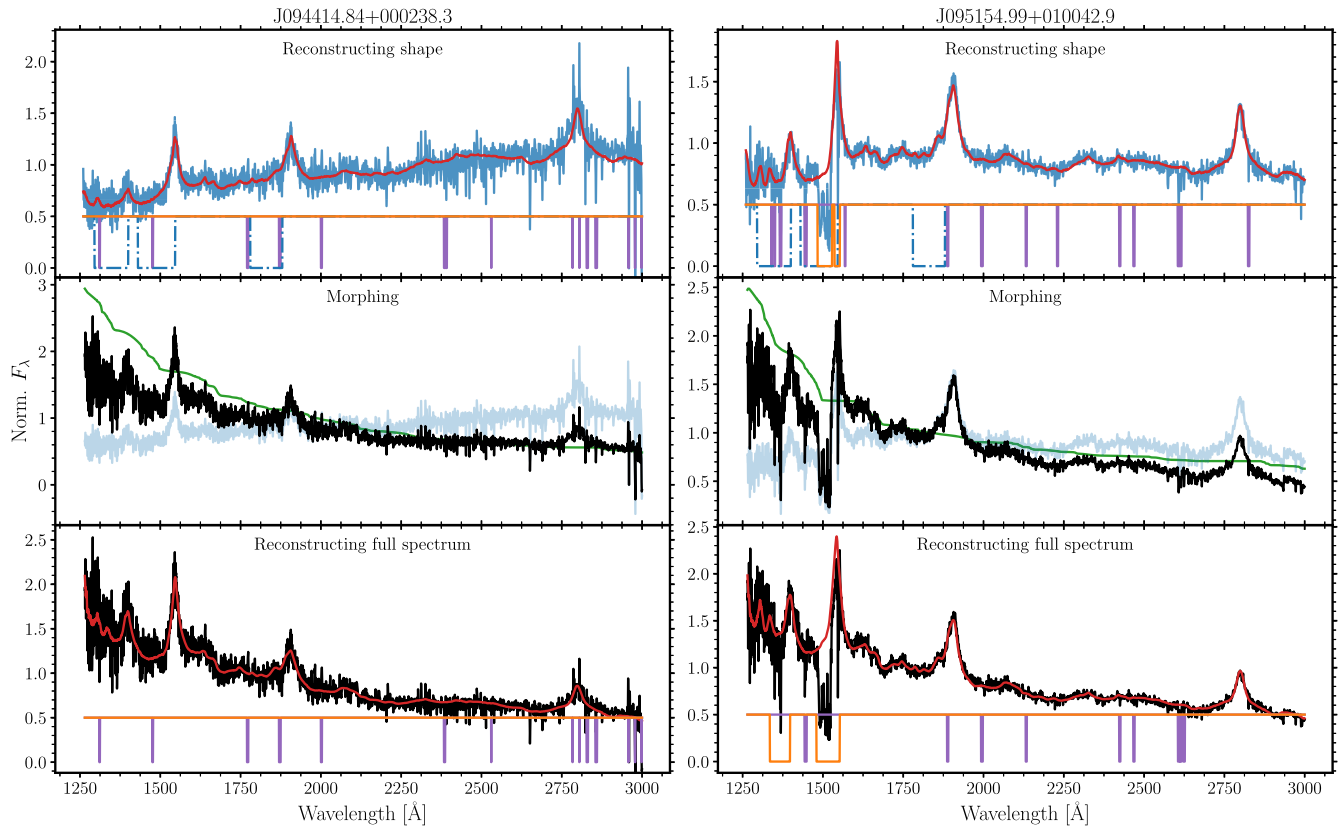 J094414.84+000238.3
J095154.99+010042.9
Reconstructing shape
2.0
1.5
1.0
0.5
0.0
Reconstructing shape
1.5
1.0
0.5
0.0
Morphing
3
2
1
0
Norm. Fλ
Morphing
2.5
2.0
1.5
1.0
0.5
Reconstructing full spectrum
2.5
2.0
1.5
1.0
0.5
0.0
Reconstructing full spectrum
2.5
2.0
1.5
1.0
0.5
0.0
1250 1500 1750 2000 2250 2500 2750 3000
1250 1500 1750 2000 2250 2500 2750 3000
Wavelength [Å]
Wavelength [Å]